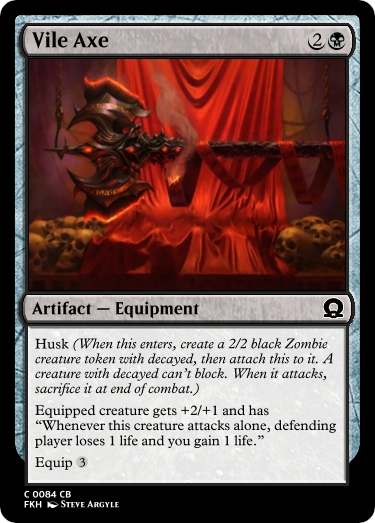 Vile Axe 2
Artifact — Equipment
Husk (When this enters, create a 2/2 black Zombie
creature token with decayed, then attach this to it. A
creature with decayed can't block. When it attacks,
sacrifice it at end of combat.)
Equipped creature gets +2/+1 and has
“Whenever this creature attacks alone, defending
player loses 1 life and you gain 1 life.”
Equip 3
C 0084 CB
FKH STEVE ARGYLE